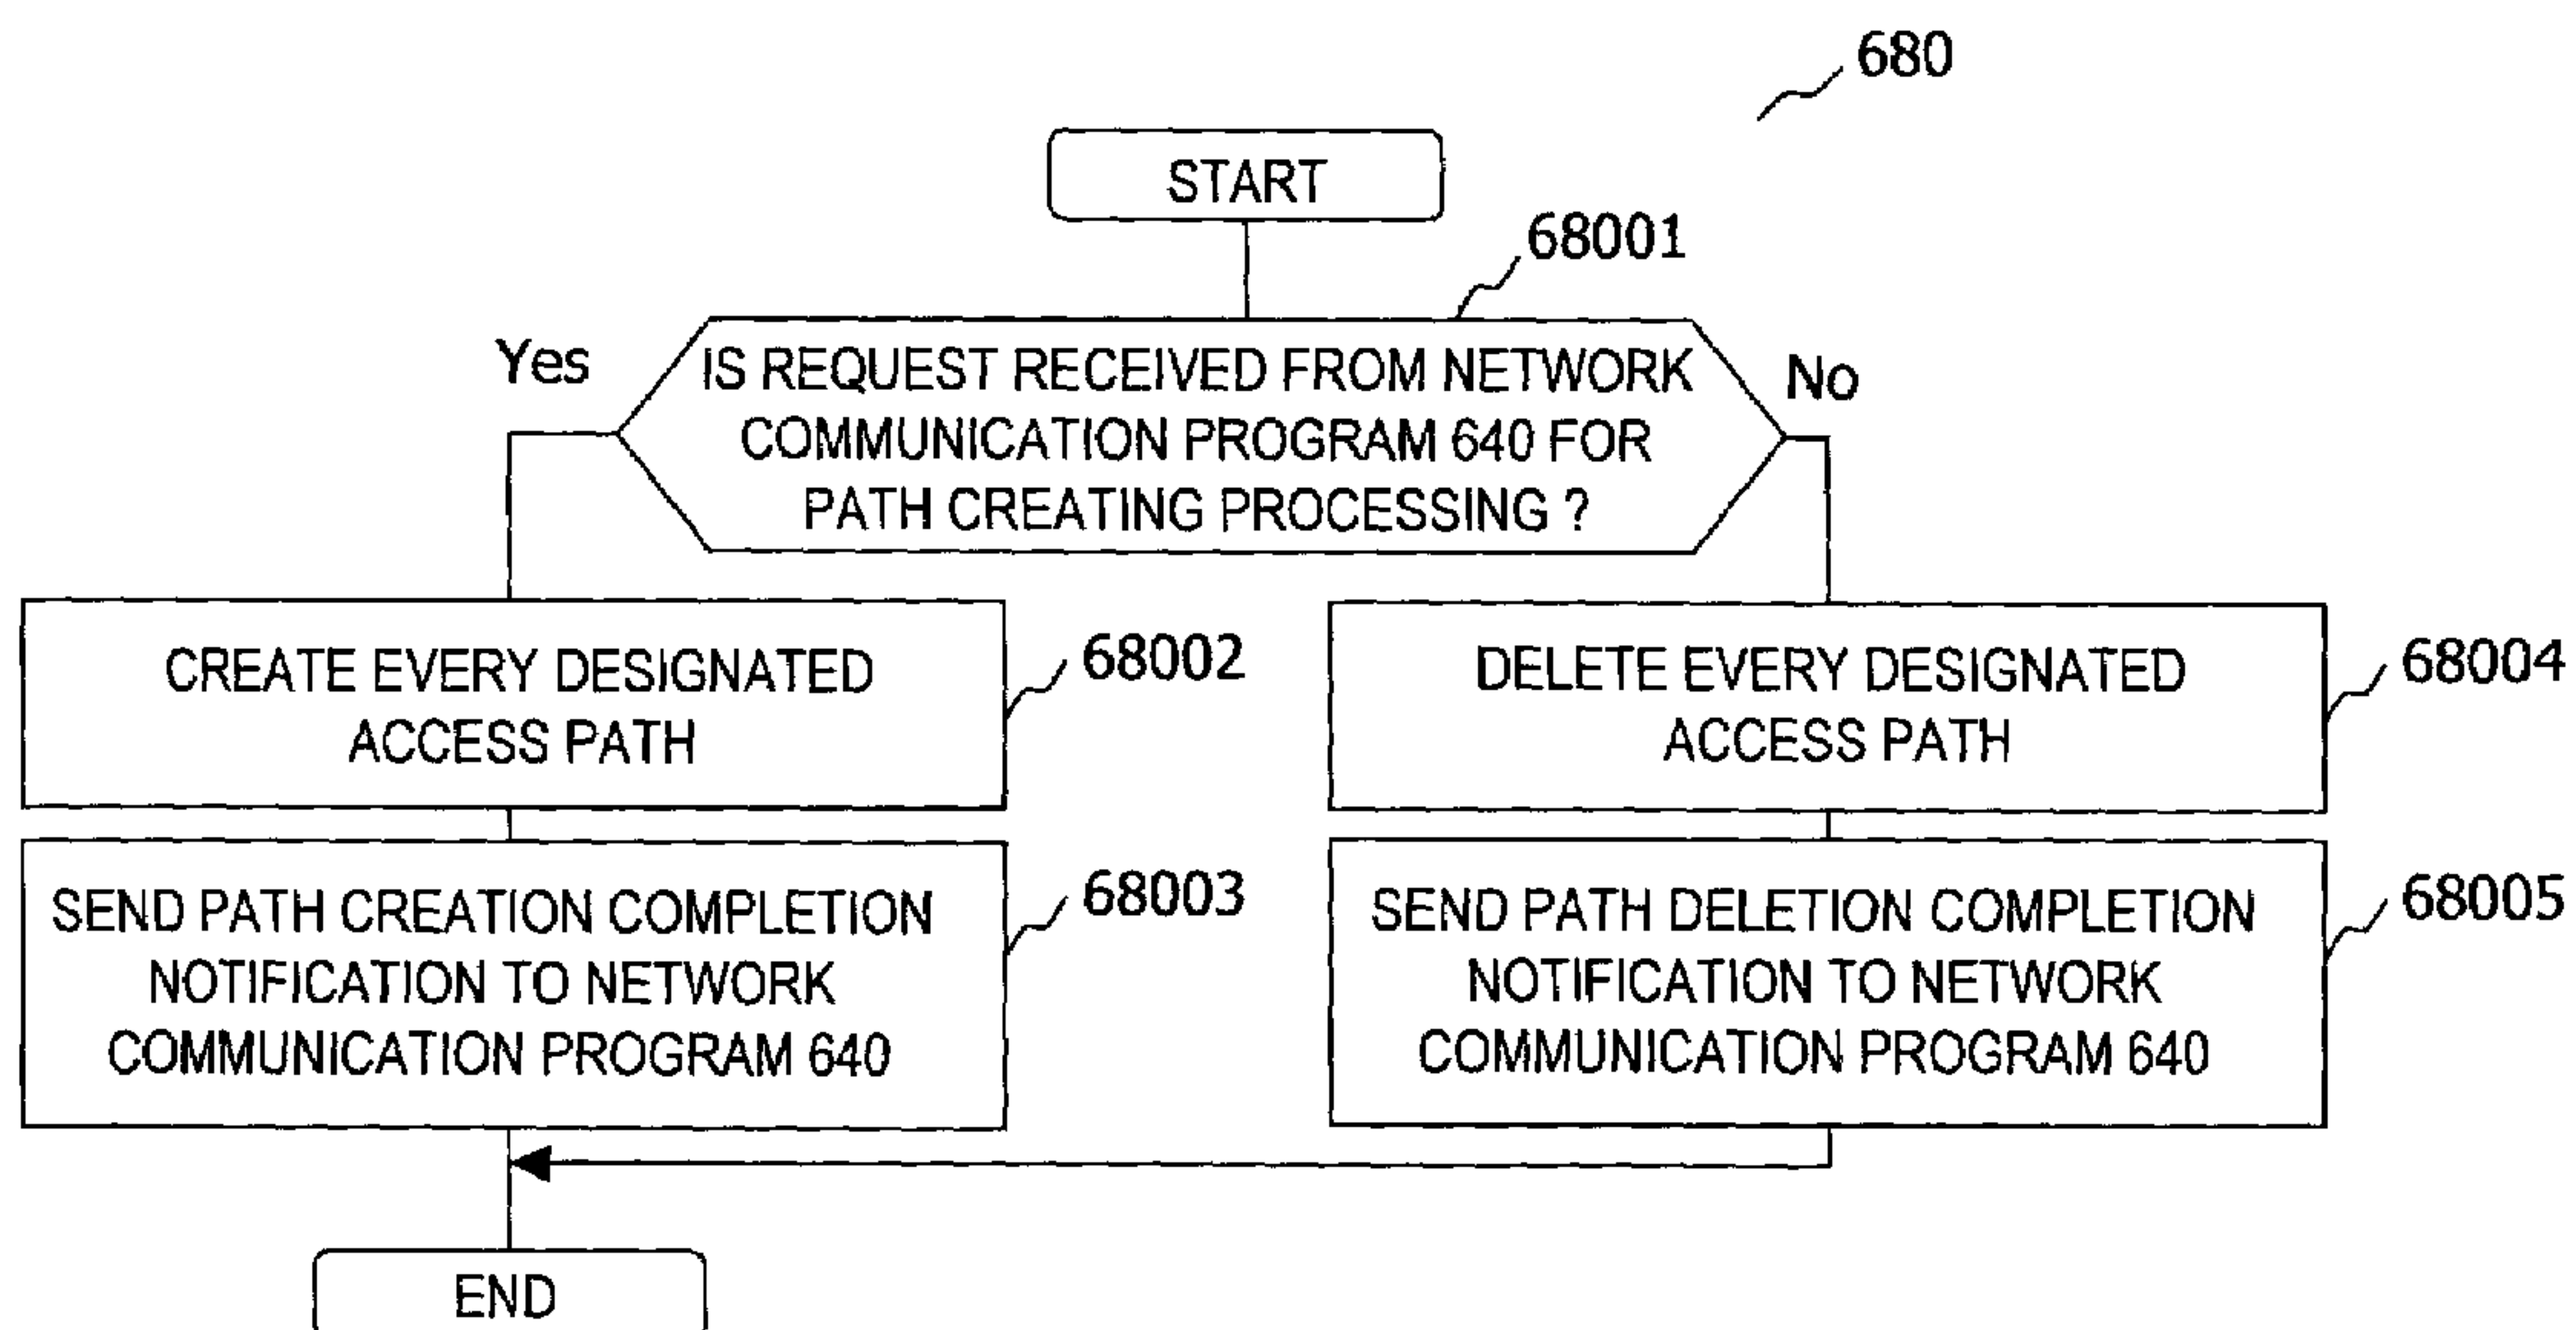 680
START
68001
Yes
IS REQUEST RECEIVED FROM NETWORK
COMMUNICATION PROGRAM 640 FOR
PATH CREATING PROCESSING ?
No
CREATE EVERY DESIGNATED
ACCESS PATH
68002
DELETE EVERY DESIGNATED
ACCESS PATH
68004
SEND PATH CREATION COMPLETION
NOTIFICATION TO NETWORK
COMMUNICATION PROGRAM 640
68003
SEND PATH DELETION COMPLETION
NOTIFICATION TO NETWORK
COMMUNICATION PROGRAM 640
68005
END